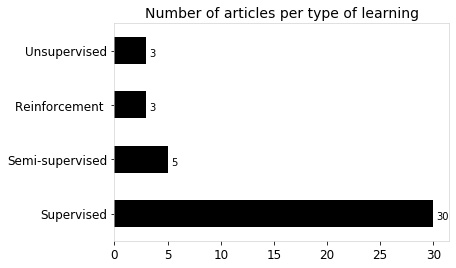 Number of articles per type of learning
Unsupervised 3
Reinforcement 3
Semi-supervised 5
Supervised 30
0 5 10 15 20 25 30